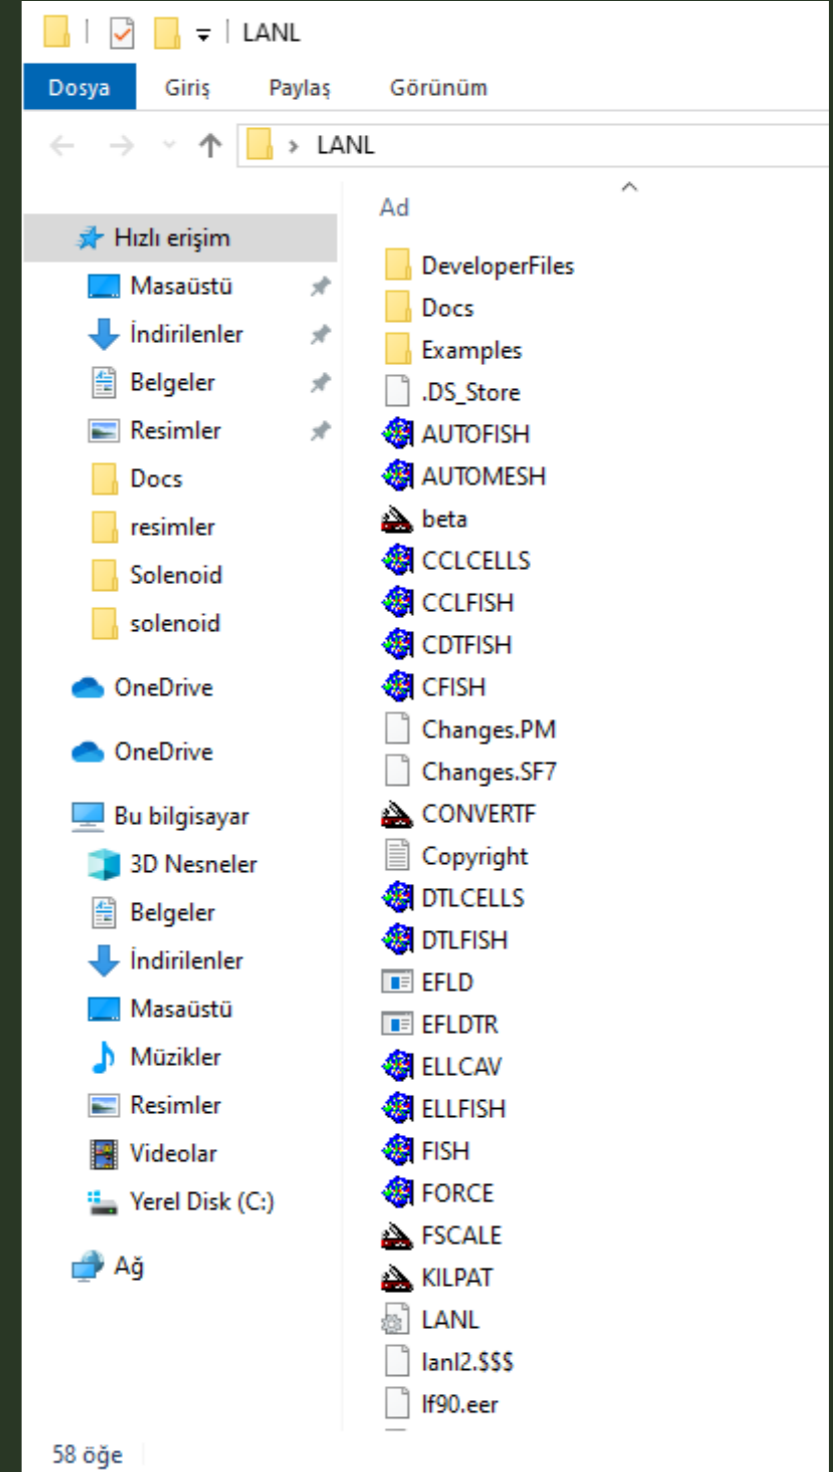 LANL
Dosya Giriş Paylaş Görünüm
LANL
Hızlı erişim
Masaüstü
İndirilenler
Belgeler
Resimler
Docs
resimler
Solenoid
solenoid
OneDrive
OneDrive
Bu bilgisayar
3D Nesneler
Belgeler
İndirilenler
Masaüstü
Müzikler
Resimler
Videolar
Yerel Disk (C:)
Ağ
Ad
DeveloperFiles
Docs
Examples
.DS_Store
AUTOFISH
AUTOMESH
beta
CCLCELLS
CCLFISH
CDTFISH
CFISH
Changes.PM
Changes.SF7
CONVERTF
Copyright
DTLCELLS
DTLFISH
EFLD
EFLDTR
ELLCAV
ELLFISH
FISH
FORCE
FSCALE
KILPAT
LANL
lanl2.$$$
lf90.eer
58 öğe